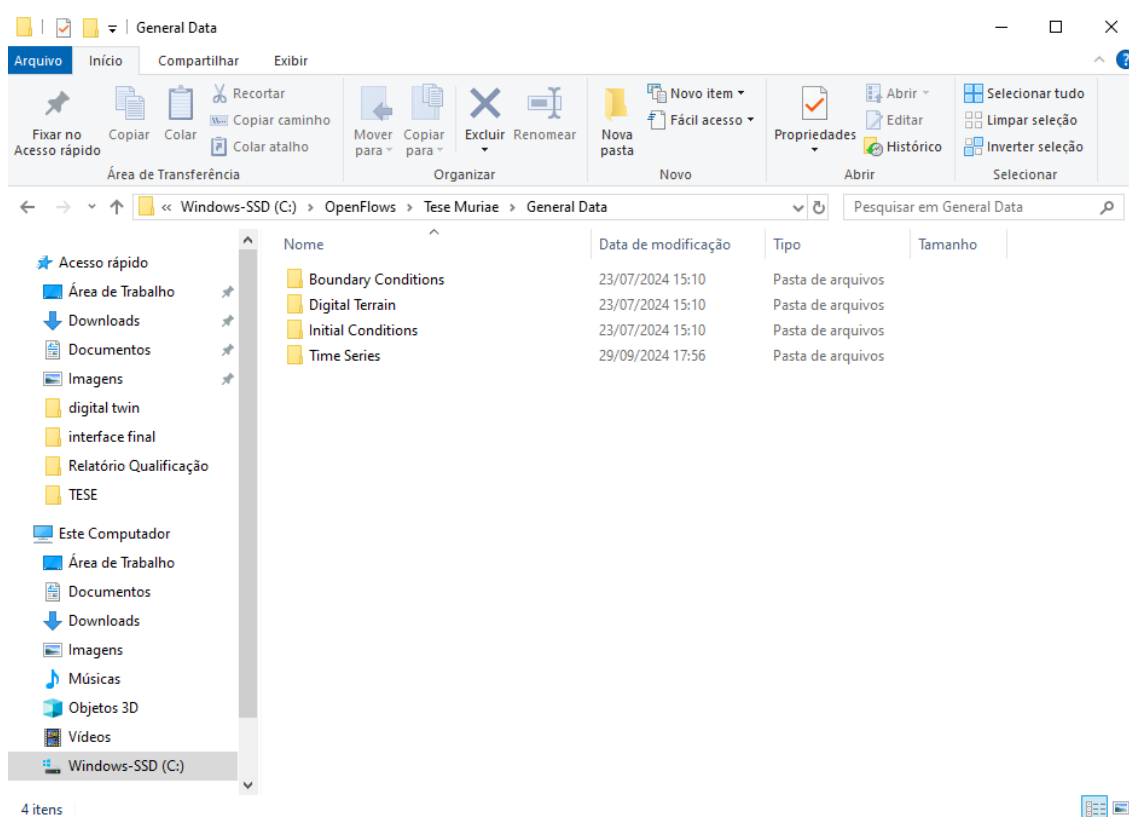 General Data
Arquivo Início Compartilhar Exibir
Fixar no Acesso rápido
Copiar
Colar
Recortar
Copiar caminho
Colar atalho
Área de Transferência
Mover para
Copiar para
Excluir
Renomear
Organizar
Nova pasta
Novo item
Fácil acesso
Novo
Propriedades
Abrir
Editar
Histórico
Abrir
Selecionar tudo
Limpar seleção
Inverter seleção
Selecionar
« Windows-SSD (C:) > OpenFlows > Tese Muriae > General Data
Pesquisar em General Data
Acesso rápido
Área de Trabalho
Downloads
Documentos
Imagens
digital twin
interface final
Relatório Qualificação
TESE
Este Computador
Área de Trabalho
Documentos
Downloads
Imagens
Músicas
Objetos 3D
Vídeos
Windows-SSD (C:)
Nome Data de modificação Tipo Tamanho
Boundary Conditions 23/07/2024 15:10 Pasta de arquivos
Digital Terrain 23/07/2024 15:10 Pasta de arquivos
Initial Conditions 23/07/2024 15:10 Pasta de arquivos
Time Series 29/09/2024 17:56 Pasta de arquivos
4 itens